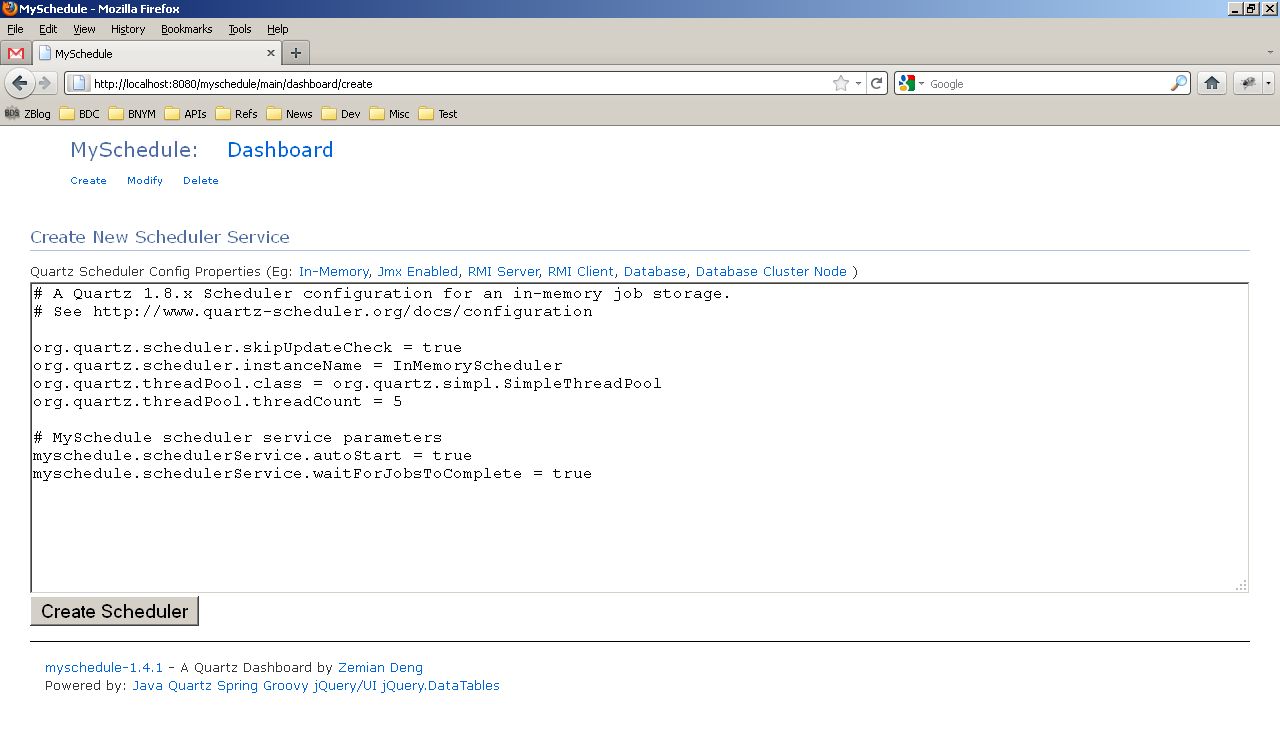 MySchedule - Mozilla Firefox
File Edit View History Bookmarks Tools Help
MySchedule
http://localhost:8080/myschedule/main/dashboard/create
Google
ZBlog BDC BNYM APIs Refs News Dev Misc Test
MySchedule: Dashboard
Create Modify Delete
Create New Scheduler Service
Quartz Scheduler Config Properties (Eg: In-Memory, Jmx Enabled, RMI Server, RMI Client, Database, Database Cluster Node )
# A Quartz 1.8.x Scheduler configuration for an in-memory job storage.
# See http://www.quartz-scheduler.org/docs/configuration
org.quartz.scheduler.skipUpdateCheck = true
org.quartz.scheduler.instanceName = InMemoryScheduler
org.quartz.threadPool.class = org.quartz.simpl.SimpleThreadPool
org.quartz.threadPool.threadCount = 5
# MySchedule scheduler service parameters
myschedule.schedulerService.autoStart = true
myschedule.schedulerService.waitForJobsToComplete = true
Create Scheduler
myschedule-1.4.1 - A Quartz Dashboard by Zemian Deng
Powered by: Java Quartz Spring Groovy jQuery/UI jQuery.DataTables